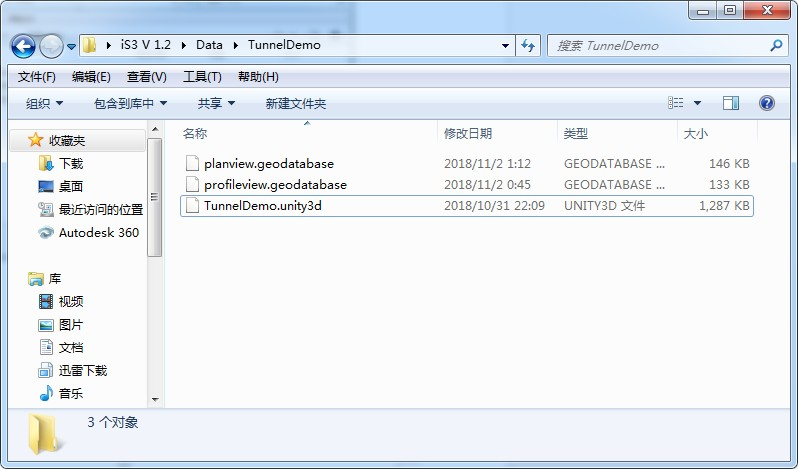 iS3 V 1.2 Data TunnelDemo 搜索 TunnelDemo
文件(F) 编辑(E) 查看(V) 工具(T) 帮助(H)
组织 包含到库中 共享 新建文件夹
名称 修改日期 类型 大小
planview.geodatabase 2018/11/2 1:12 GEODATABASE ... 146 KB
profileview.geodatabase 2018/11/2 0:45 GEODATABASE ... 133 KB
TunnelDemo.unity3d 2018/10/31 22:09 UNITY3D 文件 1,287 KB
收藏夹
下载
桌面
最近访问的位置
Autodesk 360
库
视频
图片
文档
迅雷下载
音乐
3 个对象